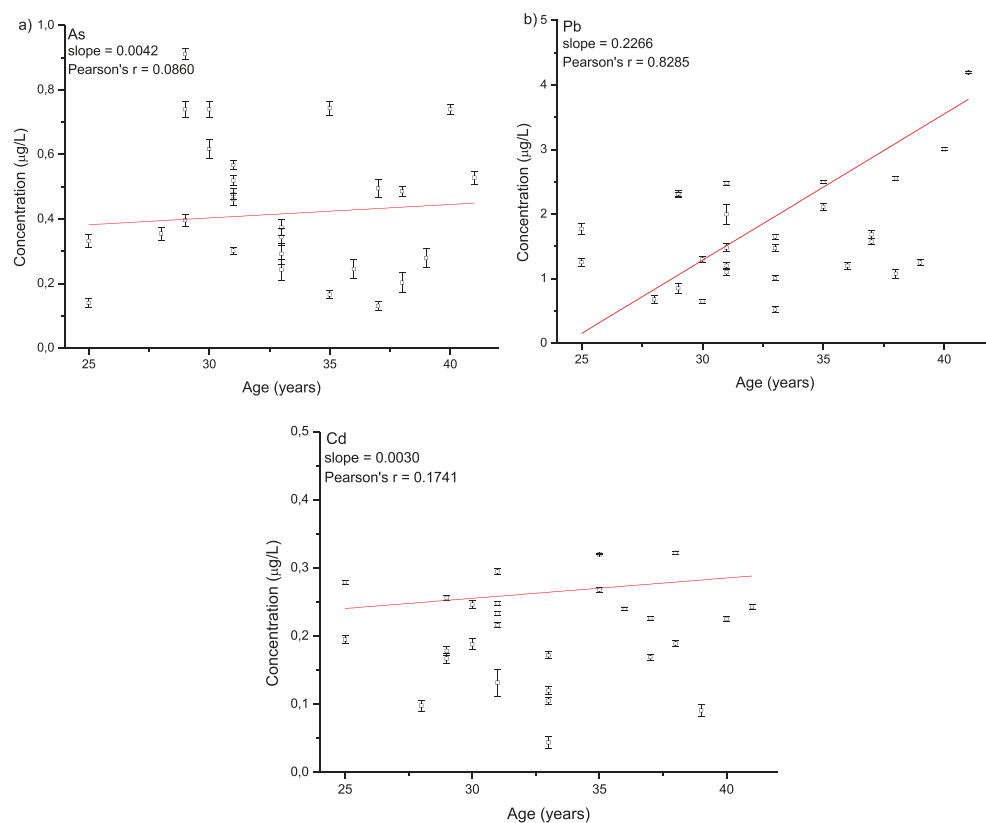 a)
As
slope = 0.0042
Pearson's r = 0.0860
1,0
0,8
0,6
0,4
0,2
0,0
Concentration (µg/L)
25 30 35 40
Age (years)
b)
Pb
slope = 0.2266
Pearson's r = 0.8285
5
4
3
2
1
0
Concentration (µg/L)
25 30 35 40
Age (years)
Cd
slope = 0.0030
Pearson's r = 0.1741
0,5
0,4
0,3
0,2
0,1
0,0
Concentration (µg/L)
25 30 35 40
Age (years)